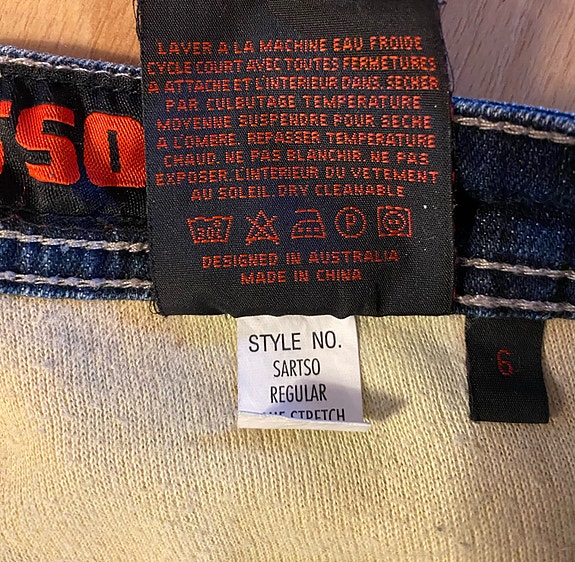 SSO
LAVER A LA MACHINE EAU FROIDE
CYCLE COURT AVEC TOUTES FERMETURES
A ATTACHE ET L'INTERIEUR DANS. SECHER
PAR CULBUTAGE TEMPERATURE
MOYENNE SUSPENDRE POUR SECHE
A L'OMBRE. REPASSER TEMPERATURE
CHAUD. NE PAS BLANCHIR. NE PAS
EXPOSER. L'INTERIEUR DU VETEMENT
AU SOLEIL. DRY CLEANABLE
30° P
DESIGNED IN AUSTRALIA
MADE IN CHINA
STYLE NO.
SARTSO
REGULAR
STRETCH
6